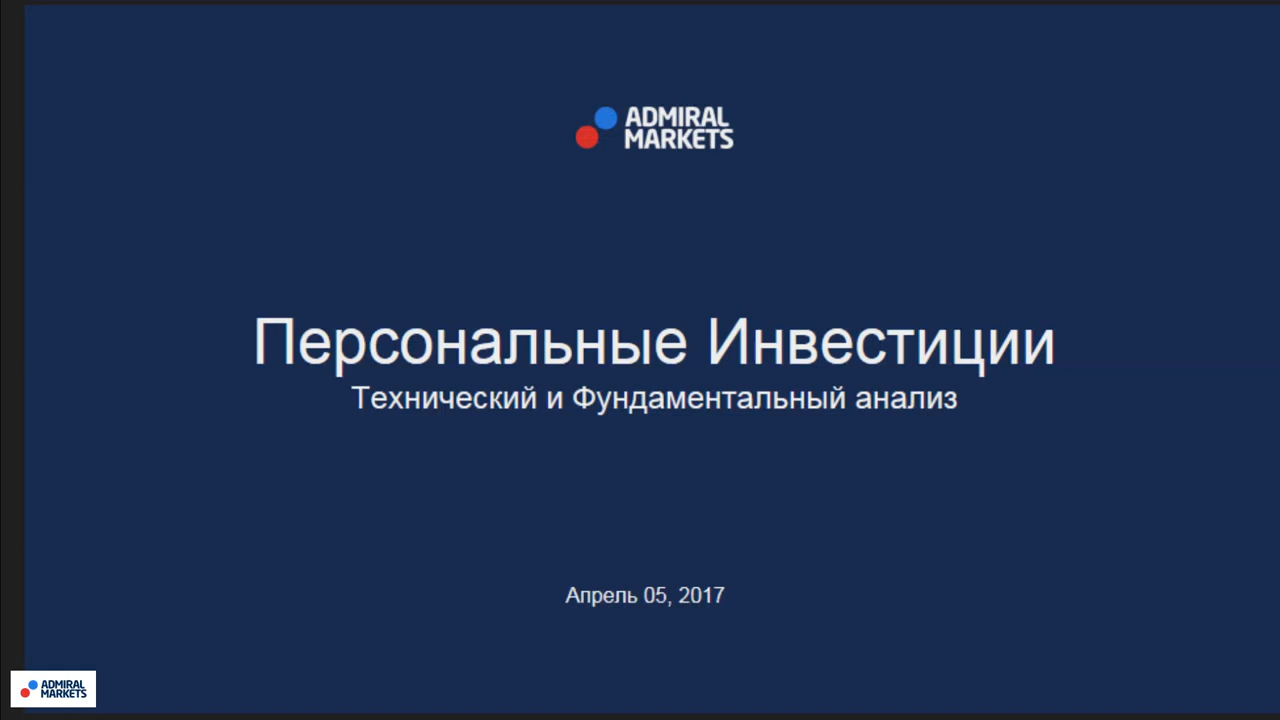 ADMIRAL
MARKETS
Персональные Инвестиции
Технический и Фундаментальный анализ
Апрель 05, 2017
ADMIRAL
MARKETS